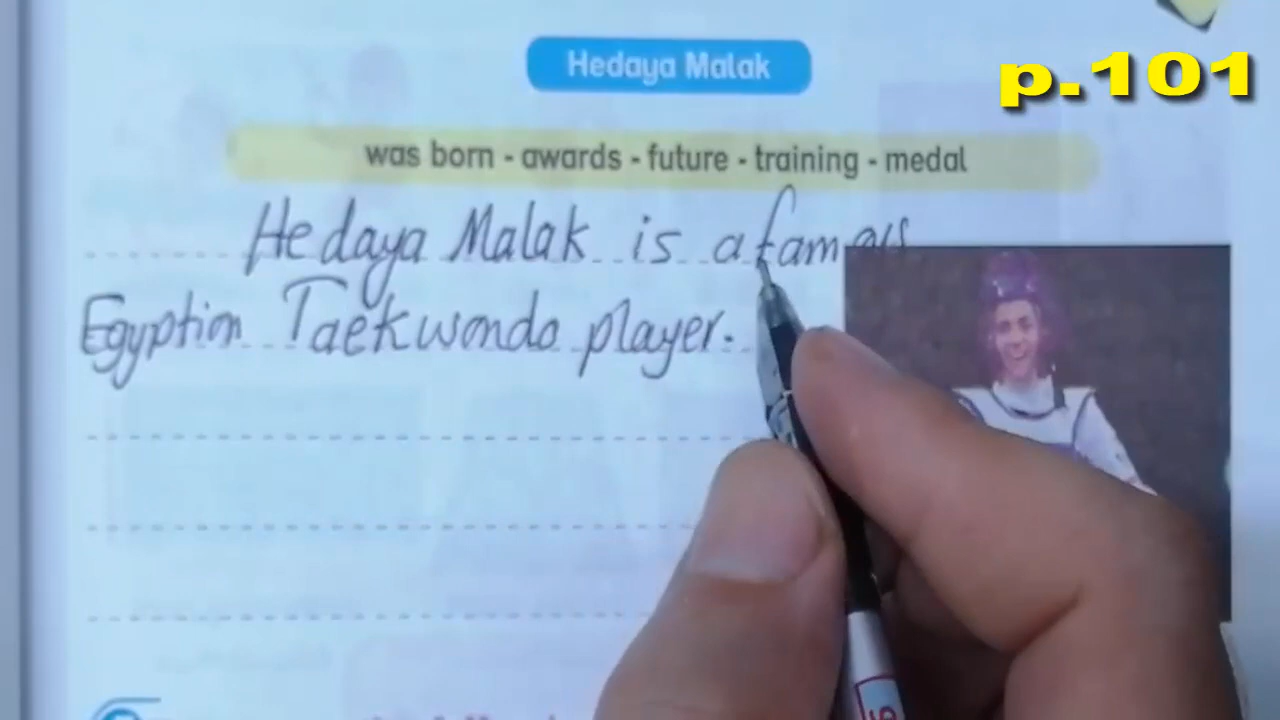 Hedaya Malak
p.101
was born - awards - future - training - medal
Hedaya Malak is a famous
Egyption Taekwondo player.